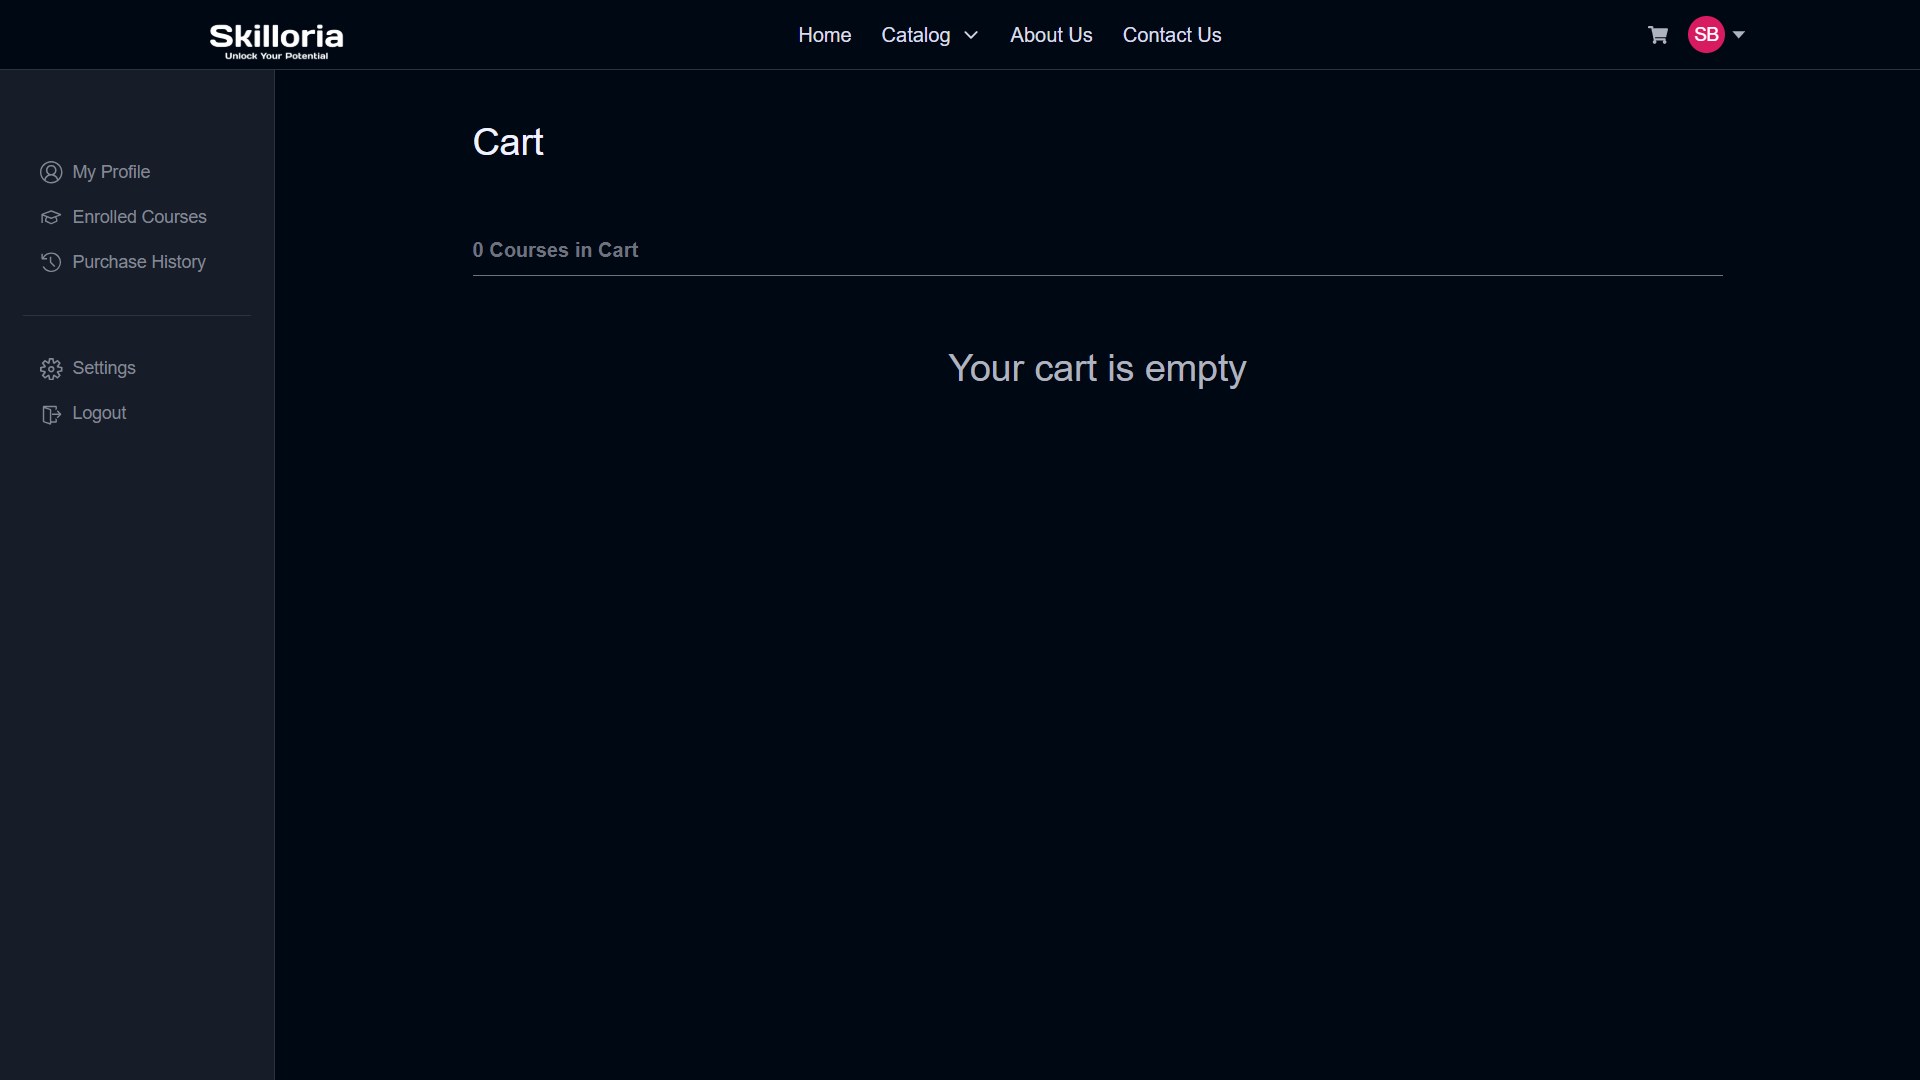 Skilloria
Unlock Your Potential
Home
Catalog
About Us
Contact Us
SB
My Profile
Enrolled Courses
Purchase History
Settings
Logout
Cart
0 Courses in Cart
Your cart is empty